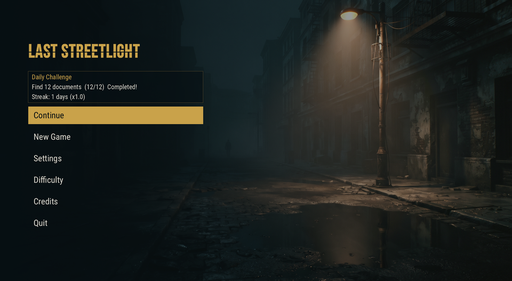 LAST STREETLIGHT
Daily Challenge
Find 12 documents (12/12) Completed!
Streak: 1 days (x1.0)
Continue
New Game
Settings
Difficulty
Credits
Quit